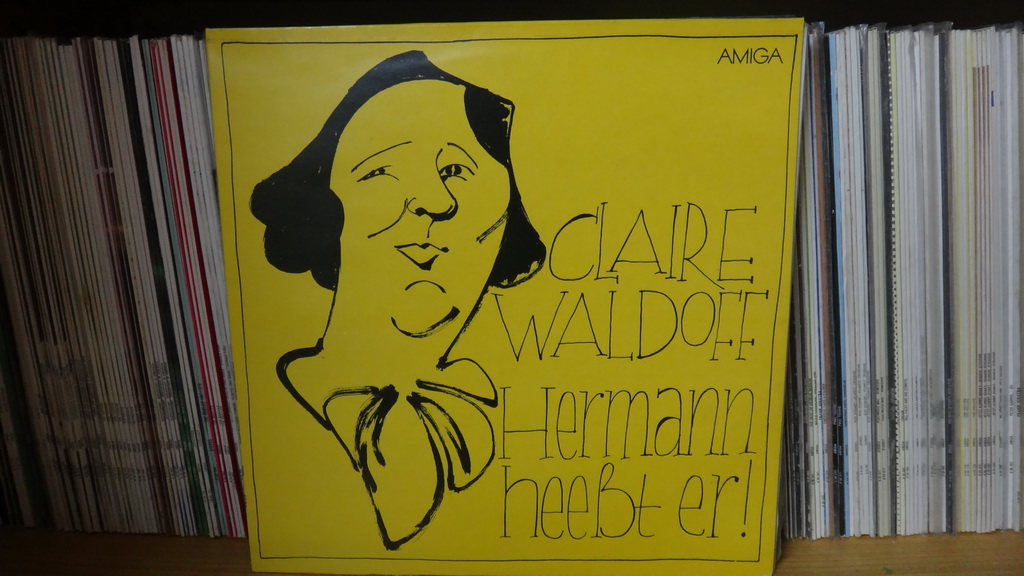 AMIGA
CLAIRE
WALDOFF
Hermann
heeßt er!